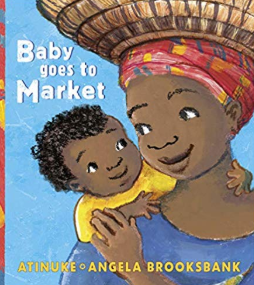 Baby
goes to
Market
ATINUKE ● ANGELA BROOKSBANK